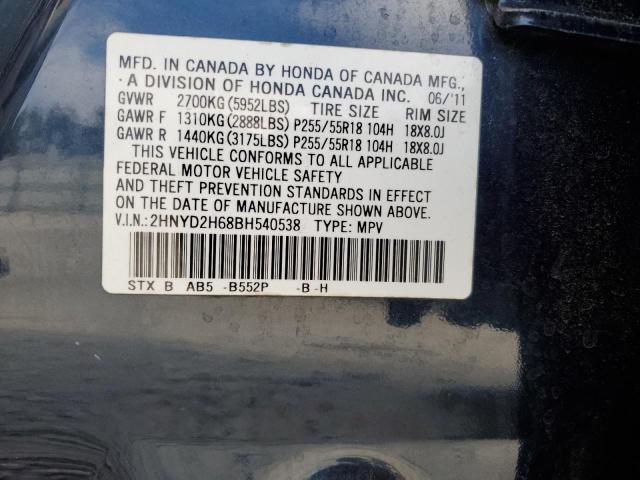 MFD. IN CANADA BY HONDA OF CANADA MFG.,
· A DIVISION OF HONDA CANADA INC. 06/'11
GVWR 2700KG(5952LBS) TIRE SIZE RIM SIZE
GAWR F 1310KG(2888LBS) P255/55R18 104H 18X8.0J
GAWR R 1440KG(3175LBS) P255/55R18 104H 18X8.0J
THIS VEHICLE CONFORMS TO ALL APPLICABLE
FEDERAL MOTOR VEHICLE SAFETY
AND THEFT PREVENTION STANDARDS IN EFFECT
ON THE DATE OF MANUFACTURE SHOWN ABOVE.
V.I.N.:2HNYD2H68BH540538 TYPE: MPV
STX B AB5 -B552P -B-H